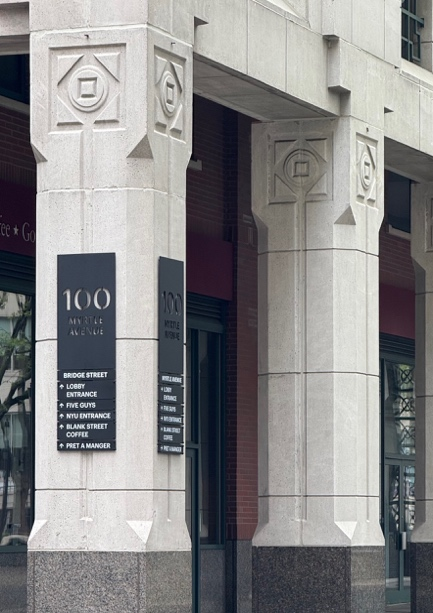 ee ★ Go
100
MYRTLE
AVENUE
BRIDGE STREET
↑ LOBBY
ENTRANCE
↑ FIVE GUYS
↑ NYU ENTRANCE
↑ BLANK STREET
COFFEE
↑ PRET A MANGER
100
MYRTLE
AVENUE
MYRTLE AVENUE
LOBBY
ENTRANCE
FIVE GUYS
NYU ENTRANCE
BLANK STREET
COFFEE
PRET A MANGER